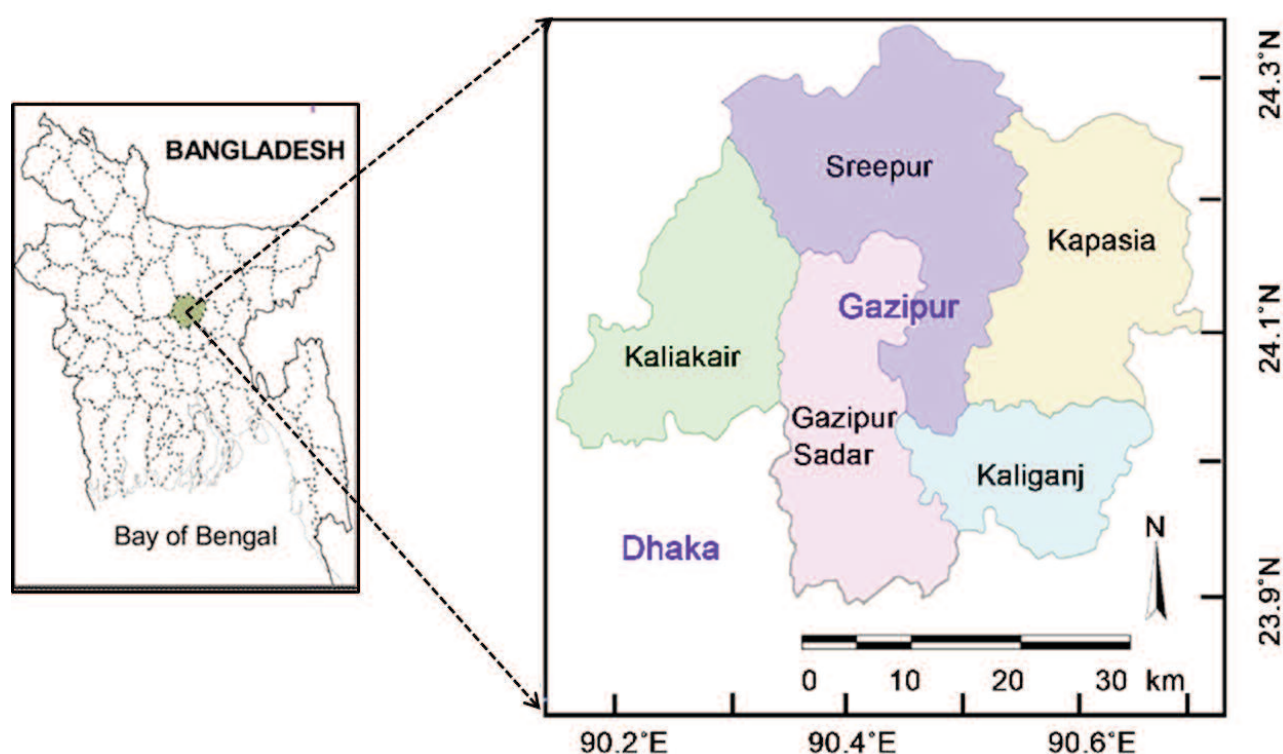 BANGLADESH
Bay of Bengal
Sreepur
Kapasia
Gazipur
Kaliakair
Gazipur
Sadar
Kaliganj
Dhaka
N
0 10 20 30 km
24.3°N
24.1°N
23.9°N
90.2°E 90.4°E 90.6°E